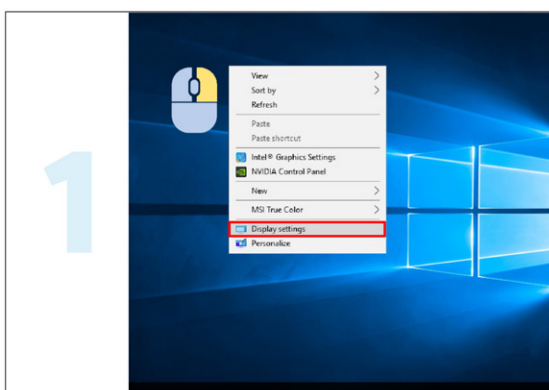 1
View
Sort by
Refresh
Paste
Paste shortcut
Intel® Graphics Settings
NVIDIA Control Panel
New
MSI True Color
Display settings
Personalize